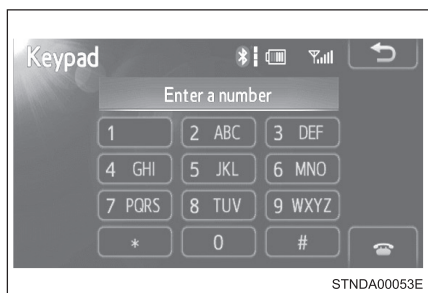 Keypad
Enter a number
1
2 ABC
3 DEF
4 GHI
5 JKL
6 MNO
7 PQRS
8 TUV
9 WXYZ
*
0
#
STNDA00053E